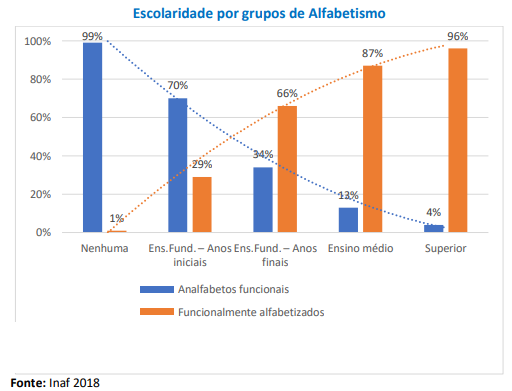 Escolaridade por grupos de Alfabetismo
100%
80%
60%
40%
20%
0%
99%
1%
70%
29%
34%
66%
13%
87%
4%
96%
Nenhuma
Ens.Fund. – Anos
iniciais
Ens.Fund. – Anos
finais
Ensino médio
Superior
Analfabetos funcionais
Funcionalmente alfabetizados
Fonte: Inaf 2018